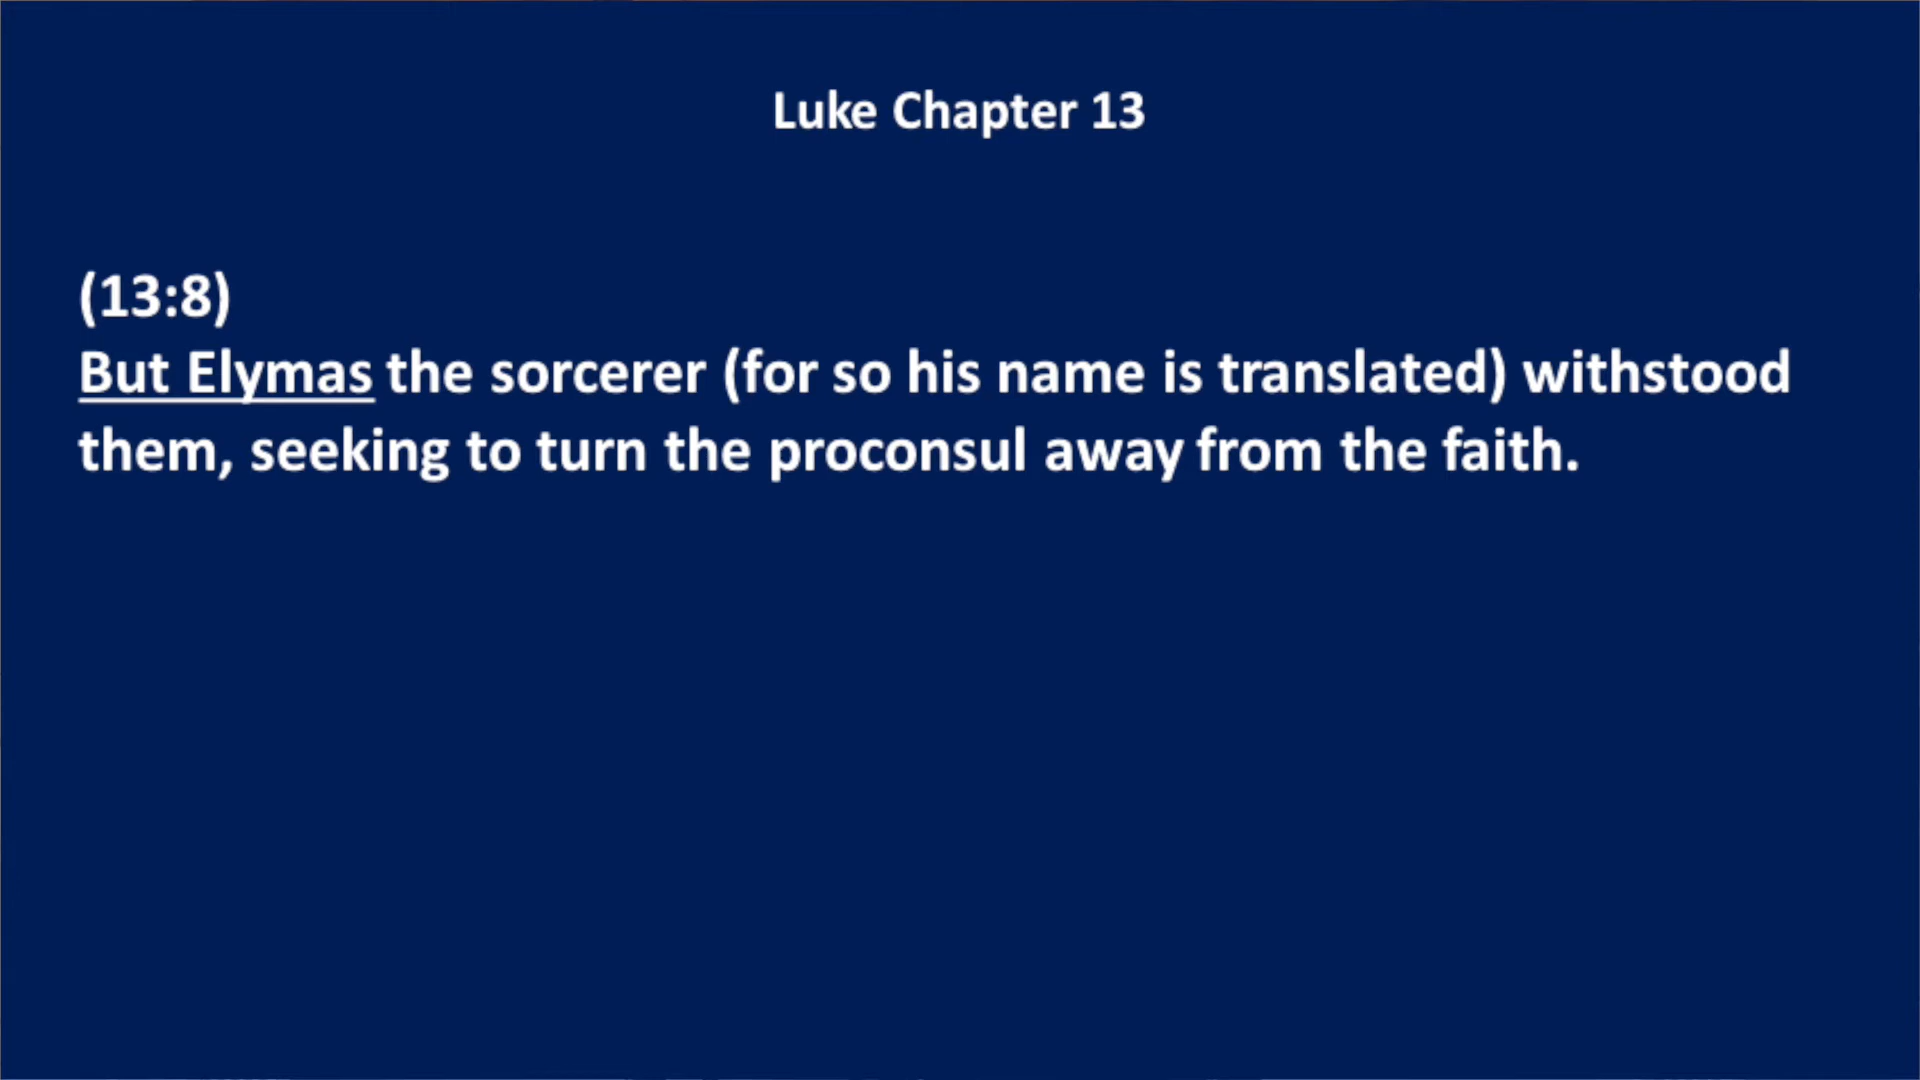 Luke Chapter 13
(13:8)
But Elymas the sorcerer (for so his name is translated) withstood
them, seeking to turn the proconsul away from the faith.